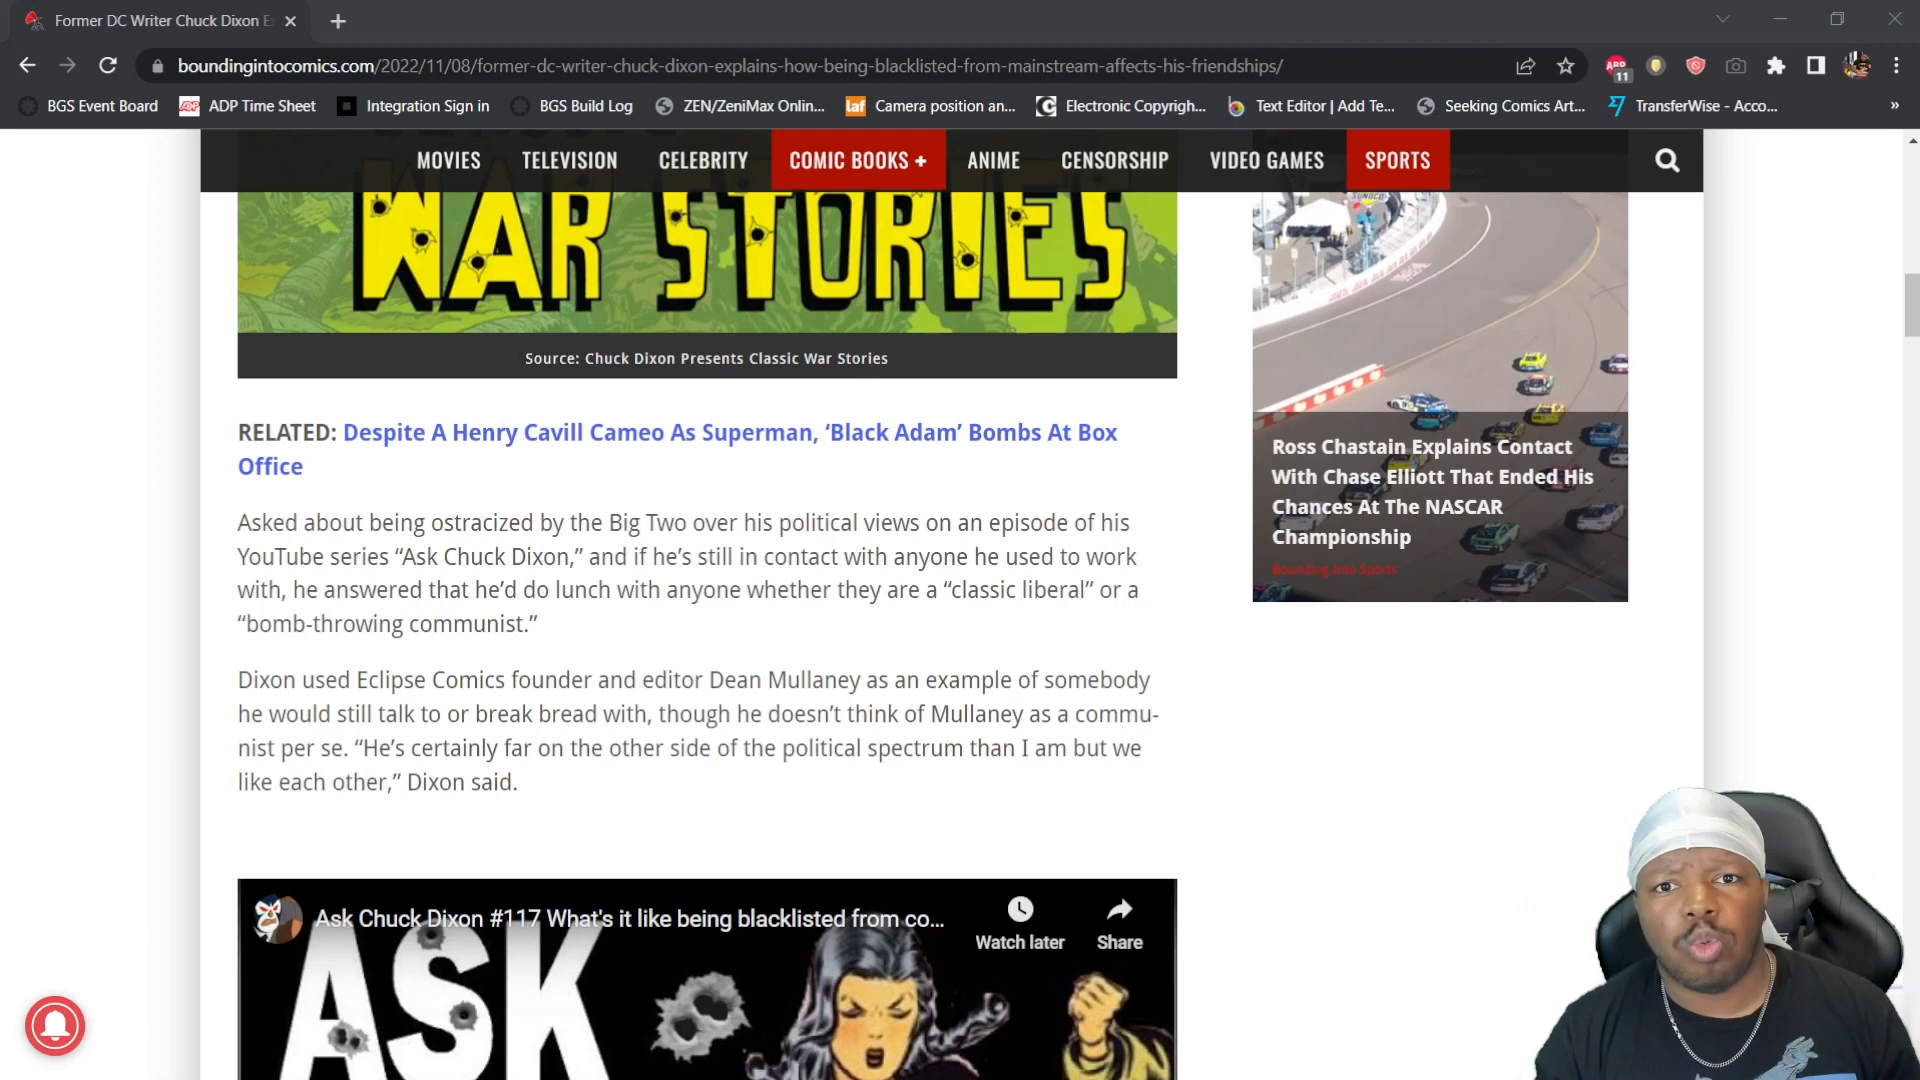 Former DC Writer Chuck Dixon E
boundingintocomics.com/2022/11/08/former-dc-writer-chuck-dixon-explains-how-being-blacklisted-from-mainstream-affects-his-friendships/
ABP
11
BGS Event Board
ADP Time Sheet
Integration Sign in
BGS Build Log
ZEN/ZeniMax Onlin...
laf
Camera position an...
Electronic Copyrigh...
Text Editor | Add Te...
Seeking Comics Art...
TransferWise - Acco...
»
MOVIES
TELEVISION
CELEBRITY
COMIC BOOKS +
ANIME
CENSORSHIP
VIDEO GAMES
SPORTS
WAR STORIES
Source: Chuck Dixon Presents Classic War Stories
SUNOCO
RELATED: Despite A Henry Cavill Cameo As Superman, ‘Black Adam’ Bombs At Box
Office
Asked about being ostracized by the Big Two over his political views on an episode of his
YouTube series “Ask Chuck Dixon,” and if he’s still in contact with anyone he used to work
with, he answered that he’d do lunch with anyone whether they are a “classic liberal” or a
“bomb-throwing communist.”
Dixon used Eclipse Comics founder and editor Dean Mullaney as an example of somebody
he would still talk to or break bread with, though he doesn’t think of Mullaney as a commu-
nist per se. “He’s certainly far on the other side of the political spectrum than I am but we
like each other,” Dixon said.
Ross Chastain Explains Contact
With Chase Elliott That Ended His
Chances At The NASCAR
Championship
Bounding Into Sports
Ask Chuck Dixon #117 What's it like being blacklisted from co...
Watch later
Share
ASK